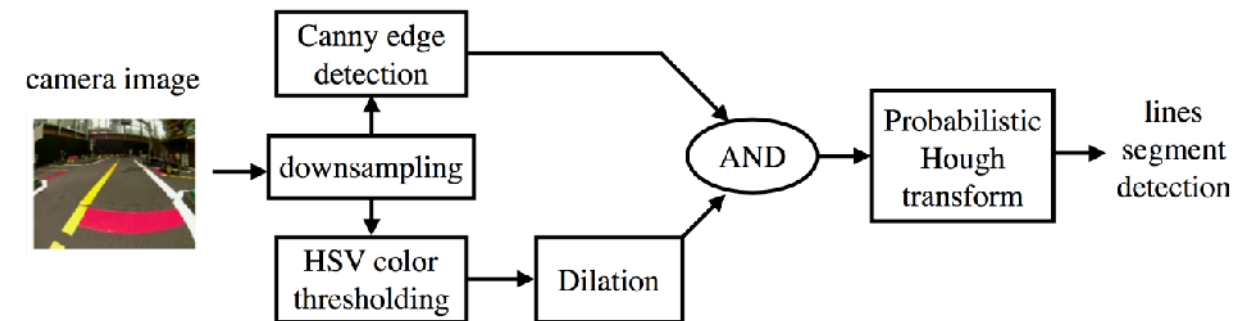 camera image
Canny edge
detection
downsampling
HSV color
thresholding
Dilation
AND
Probabilistic
Hough
transform
lines
segment
detection